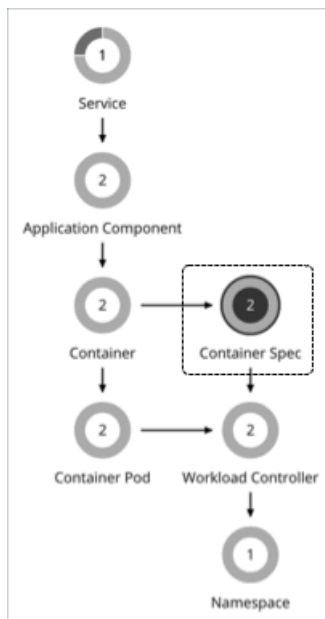 1
Service
2
Application Component
2 2
Container Container Spec
2 2
Container Pod Workload Controller
1
Namespace